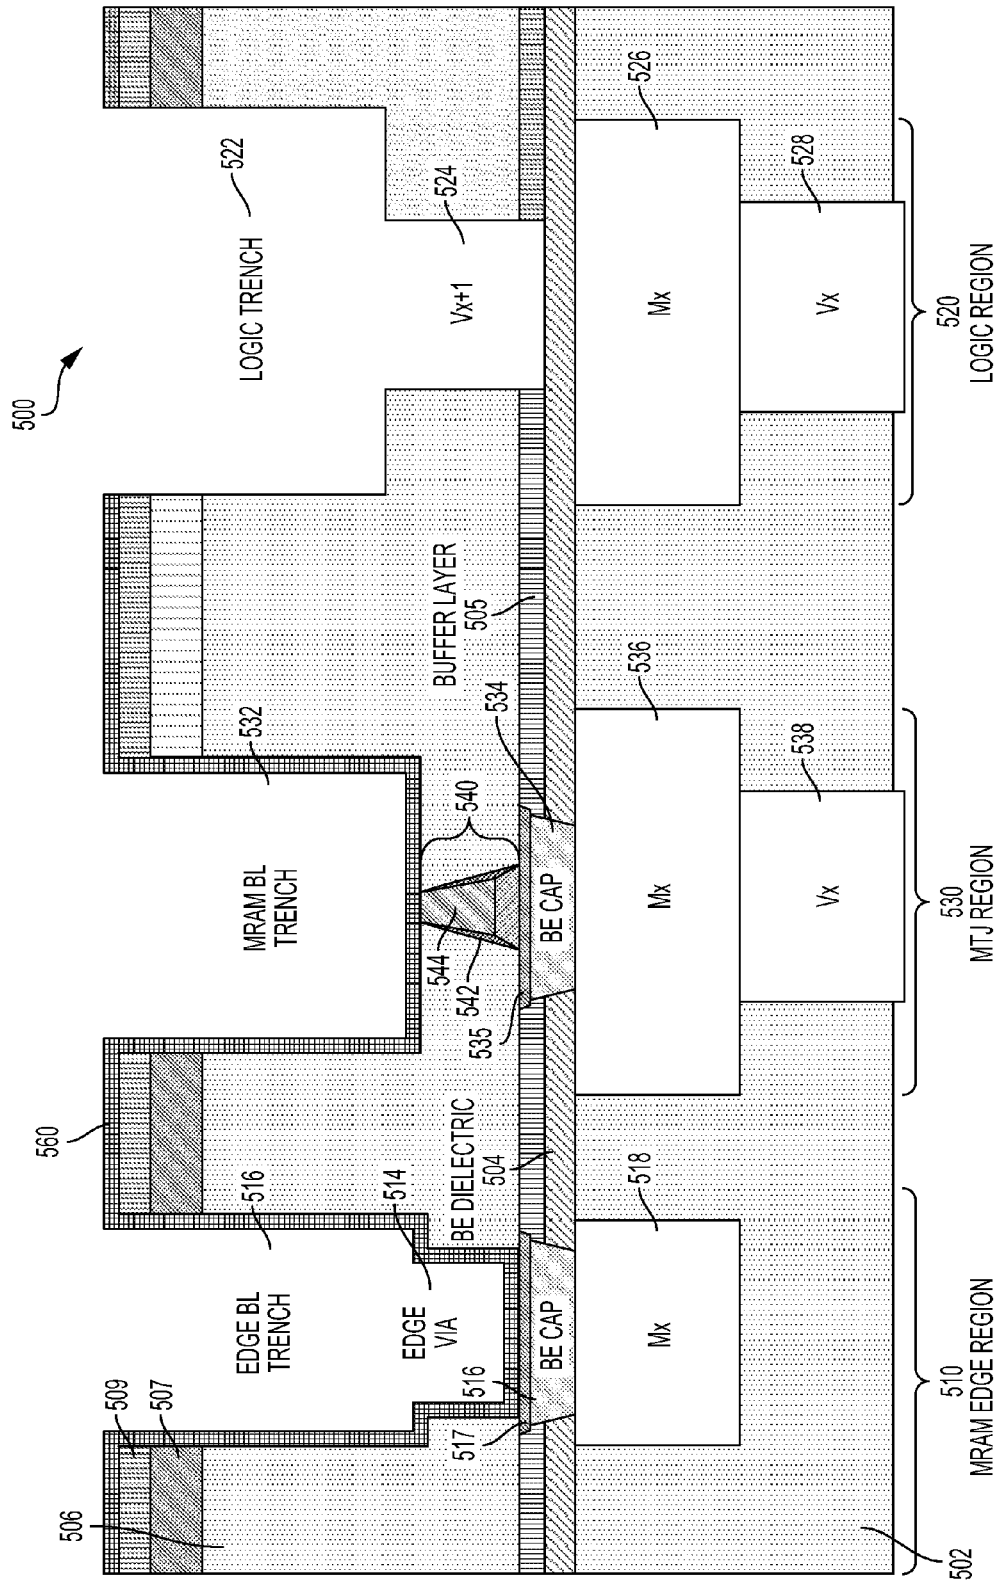 500
560
506
509
507
EDGE BL
TRENCH
516
EDGE
VIA
514
MRAM BL
TRENCH
532
LOGIC TRENCH
522
BE DIELECTRIC
504
BUFFER LAYER
505
540
544
542
535
534
Vx+1
524
517
516
BE CAP
BE CAP
Mx
518
Mx
536
Mx
526
Vx
538
Vx
528
502
510
MRAM EDGE REGION
530
MTJ REGION
520
LOGIC REGION